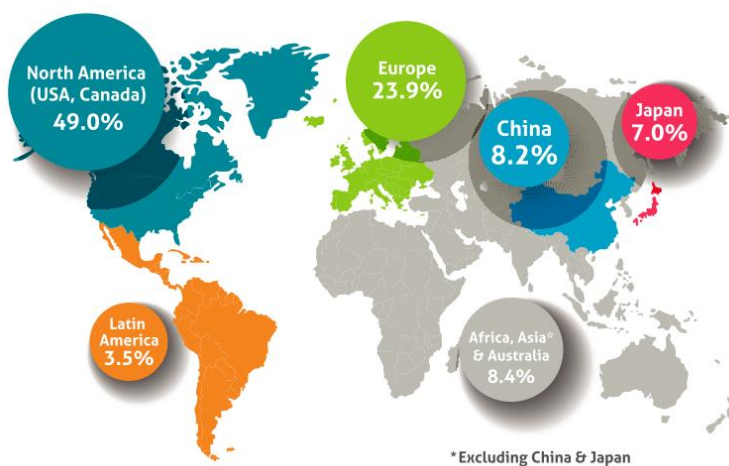 North America
(USA, Canada)
49.0%
Europe
23.9%
China
8.2%
Japan
7.0%
Latin
America
3.5%
Africa, Asia*
& Australia
8.4%
*Excluding China & Japan